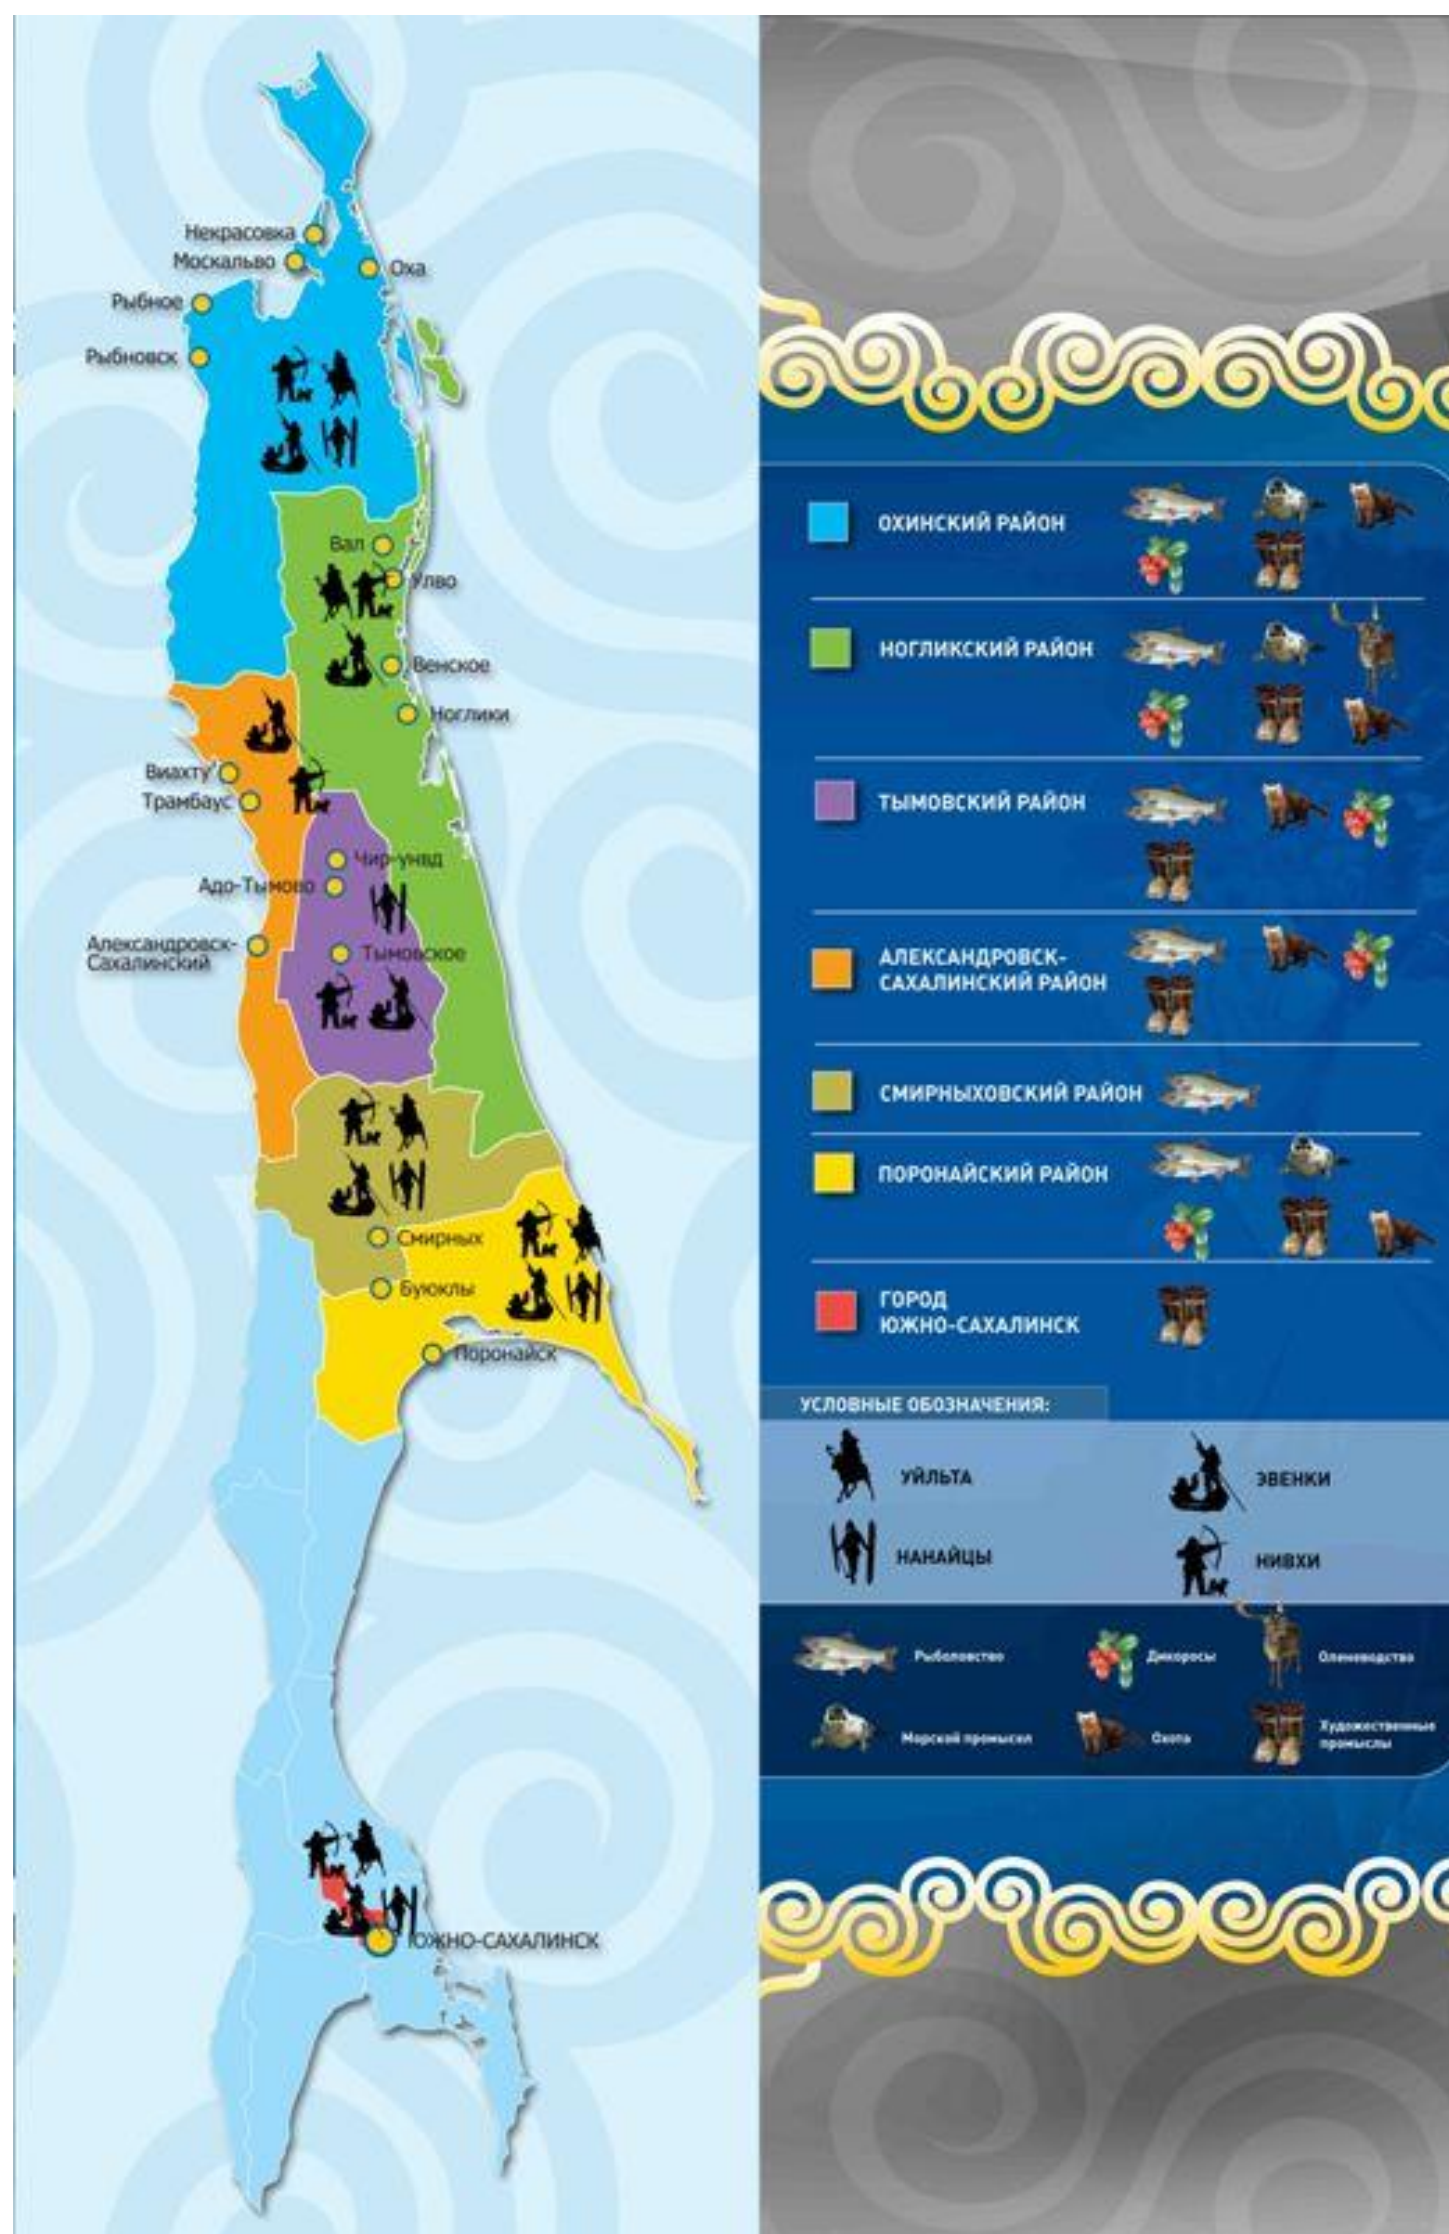 Некрасовка
Москальво
Оха
Рыбное
Рыбновск
Вал
Улво
Венское
Ноглики
Виахту
Трамбаус
Чир-унвд
Адо-Тымово
Александровск-
Сахалинский
Тымовское
Смирных
Буюклы
Поронайск
ЮЖНО-САХАЛИНСК
ОХИНСКИЙ РАЙОН
НОГЛИКСКИЙ РАЙОН
ТЫМОВСКИЙ РАЙОН
АЛЕКСАНДРОВСК-
САХАЛИНСКИЙ РАЙОН
СМИРНЫХОВСКИЙ РАЙОН
ПОРОНАЙСКИЙ РАЙОН
ГОРОД
ЮЖНО-САХАЛИНСК
УСЛОВНЫЕ ОБОЗНАЧЕНИЯ:
УЙЛЬТА
ЭВЕНКИ
НАНАЙЦЫ
НИВХИ
Рыболовство
Дикоросы
Оленеводство
Морской промысел
Охота
Художественные
промыслы